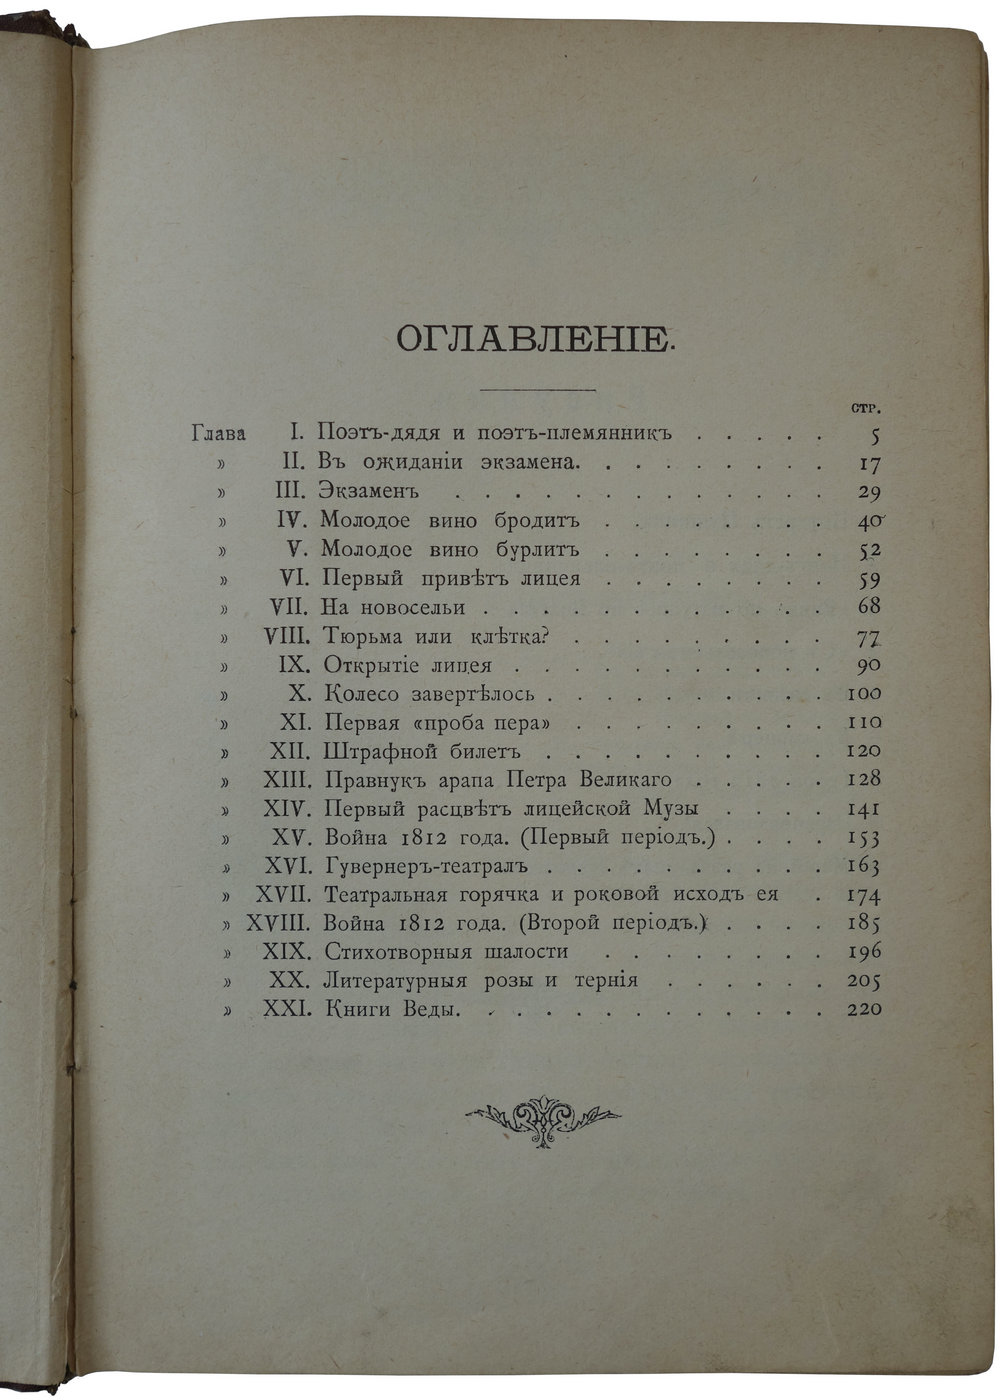 ОГЛАВЛЕНІЕ.
СТР.
Глава I. Поэтъ-дядя и поэтъ-племянникъ . . . . . 5
» II. Въ ожиданіи экзамена. . . . . . . . . 17
» III. Экзаменъ . . . . . . . . . . . . . 29
» IV. Молодое вино бродитъ . . . . . . . . 40
» V. Молодое вино бурлитъ . . . . . . . . 52
» VI. Первый привѣтъ лицея . . . . . . . . 59
» VII. На новосельи . . . . . . . . . . . . 68
» VIII. Тюрьма или клѣтка? . . . . . . . . . 77
» IX. Открытіе лицея . . . . . . . . . . . 90
» X. Колесо завертѣлось . . . . . . . . . . 100
» XI. Первая «проба пера» . . . . . . . . . 110
» XII. Штрафной билетъ . . . . . . . . . . 120
» XIII. Правнукъ арапа Петра Великаго . . . . . 128
» XIV. Первый расцвѣтъ лицейской Музы . . . . 141
» XV. Война 1812 года. (Первый періодъ.) . . . . 153
» XVI. Гувернеръ-театралъ . . . . . . . . . . 163
» XVII. Театральная горячка и роковой исходъ ея . 174
» XVIII. Война 1812 года. (Второй періодъ.) . . . . 185
» XIX. Стихотворныя шалости . . . . . . . . 196
» XX. Литературныя розы и тернія . . . . . . 205
» XXI. Книги Веды. . . . . . . . . . . . . 220